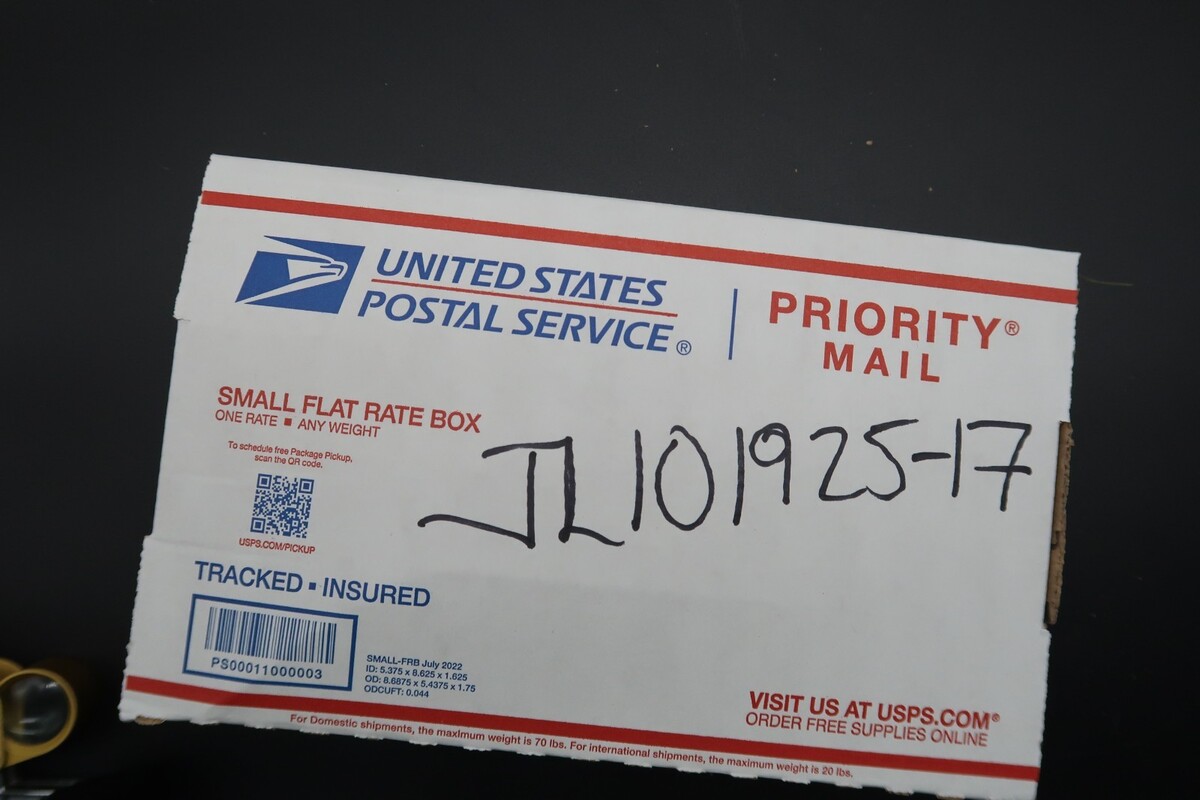 UNITED STATES
POSTAL SERVICE®
PRIORITY®
MAIL
SMALL FLAT RATE BOX
ONE RATE ■ ANY WEIGHT
To schedule free Package Pickup,
scan the QR code.
USPS.COM/PICKUP
JL101925-17
TRACKED ■ INSURED
PS00011000003
SMALL-FRB July 2022
ID: 5.375 x 8.625 x 1.625
OD: 8.6875 x 5.4375 x 1.75
ODCUFT: 0.044
VISIT US AT USPS.COM®
ORDER FREE SUPPLIES ONLINE
For Domestic shipments, the maximum weight is 70 lbs. For international shipments, the maximum weight is 20 lbs.